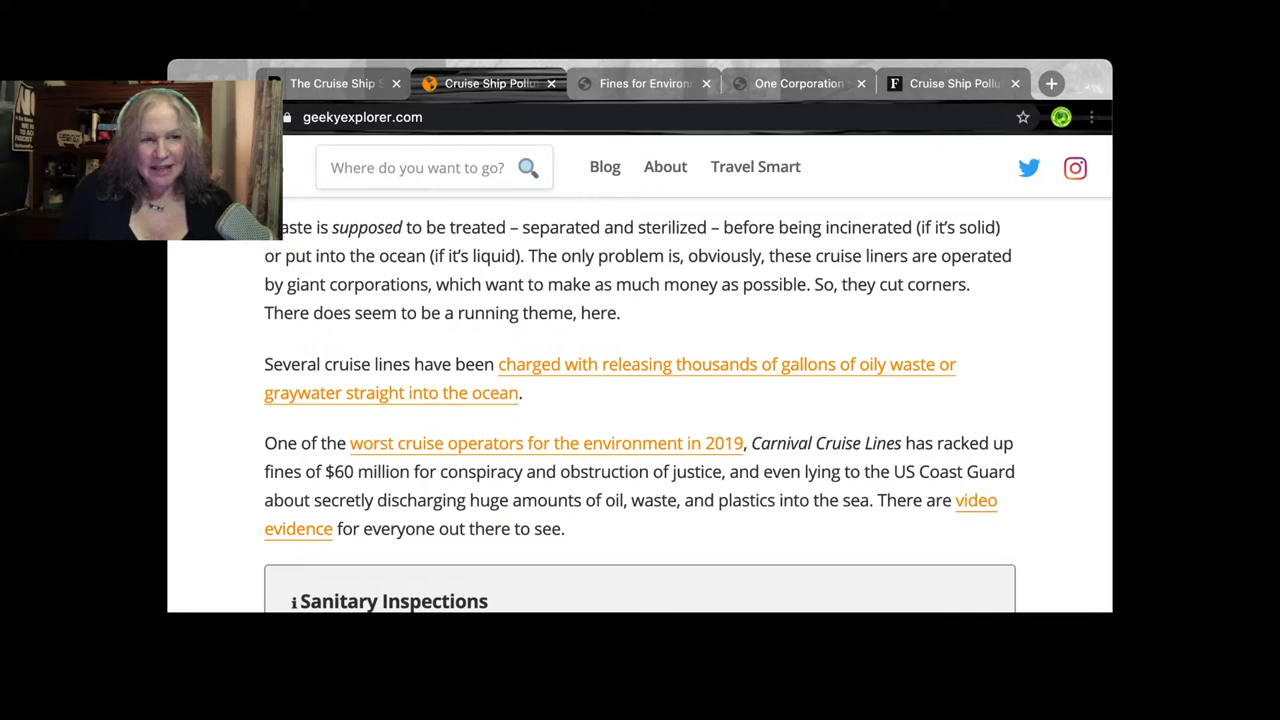 The Cruise Ship S
Cruise Ship Pollu
Fines for Environ
One Corporation
Cruise Ship Pollu
geekyexplorer.com
Where do you want to go?
Blog
About
Travel Smart
aste is supposed to be treated – separated and sterilized – before being incinerated (if it's solid)
or put into the ocean (if it's liquid). The only problem is, obviously, these cruise liners are operated
by giant corporations, which want to make as much money as possible. So, they cut corners.
There does seem to be a running theme, here.
Several cruise lines have been charged with releasing thousands of gallons of oily waste or
graywater straight into the ocean.
One of the worst cruise operators for the environment in 2019, Carnival Cruise Lines has racked up
fines of $60 million for conspiracy and obstruction of justice, and even lying to the US Coast Guard
about secretly discharging huge amounts of oil, waste, and plastics into the sea. There are video
evidence for everyone out there to see.
Sanitary Inspections